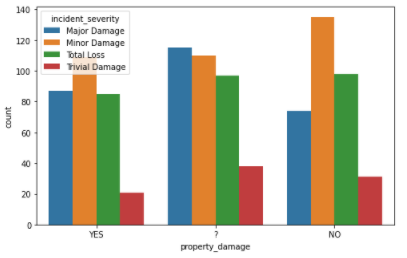 incident_severity
Major Damage
Minor Damage
Total Loss
Trivial Damage
140
120
100
80
60
40
20
0
count
YES
?
NO
property_damage